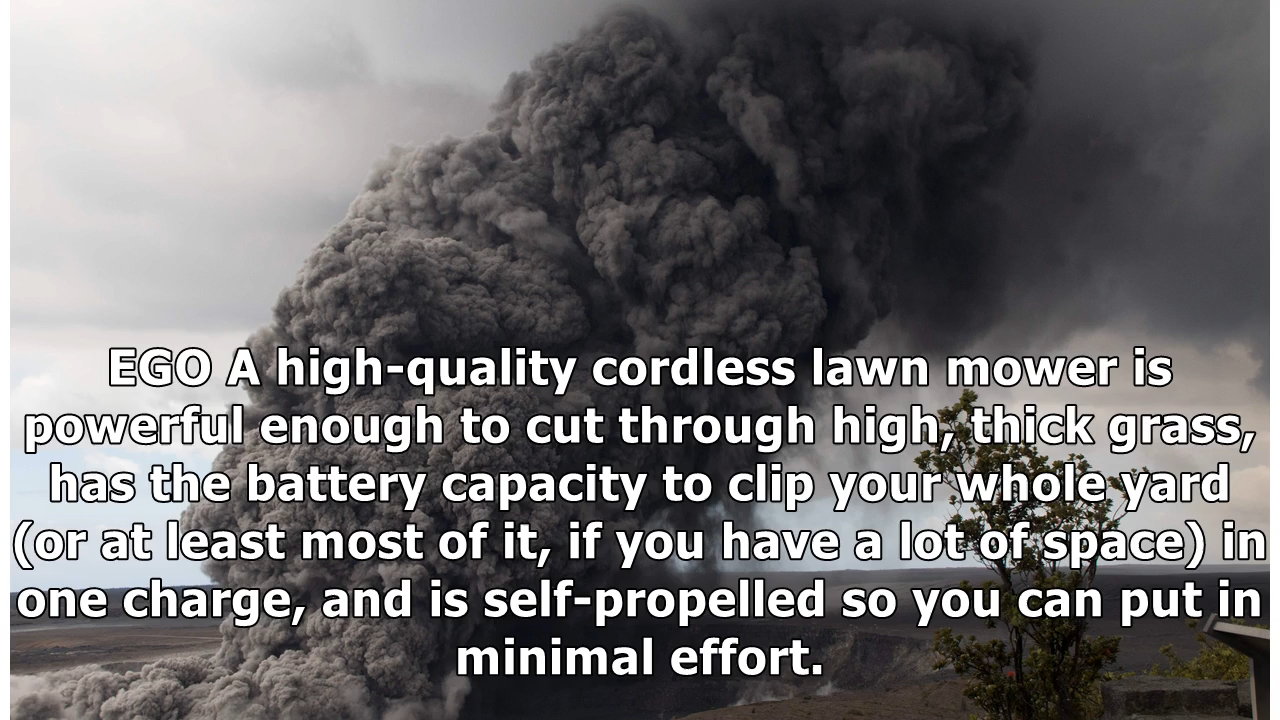 EGO A high-quality cordless lawn mower is
powerful enough to cut through high, thick grass,
has the battery capacity to clip your whole yard
(or at least most of it, if you have a lot of space) in
one charge, and is self-propelled so you can put in
minimal effort.